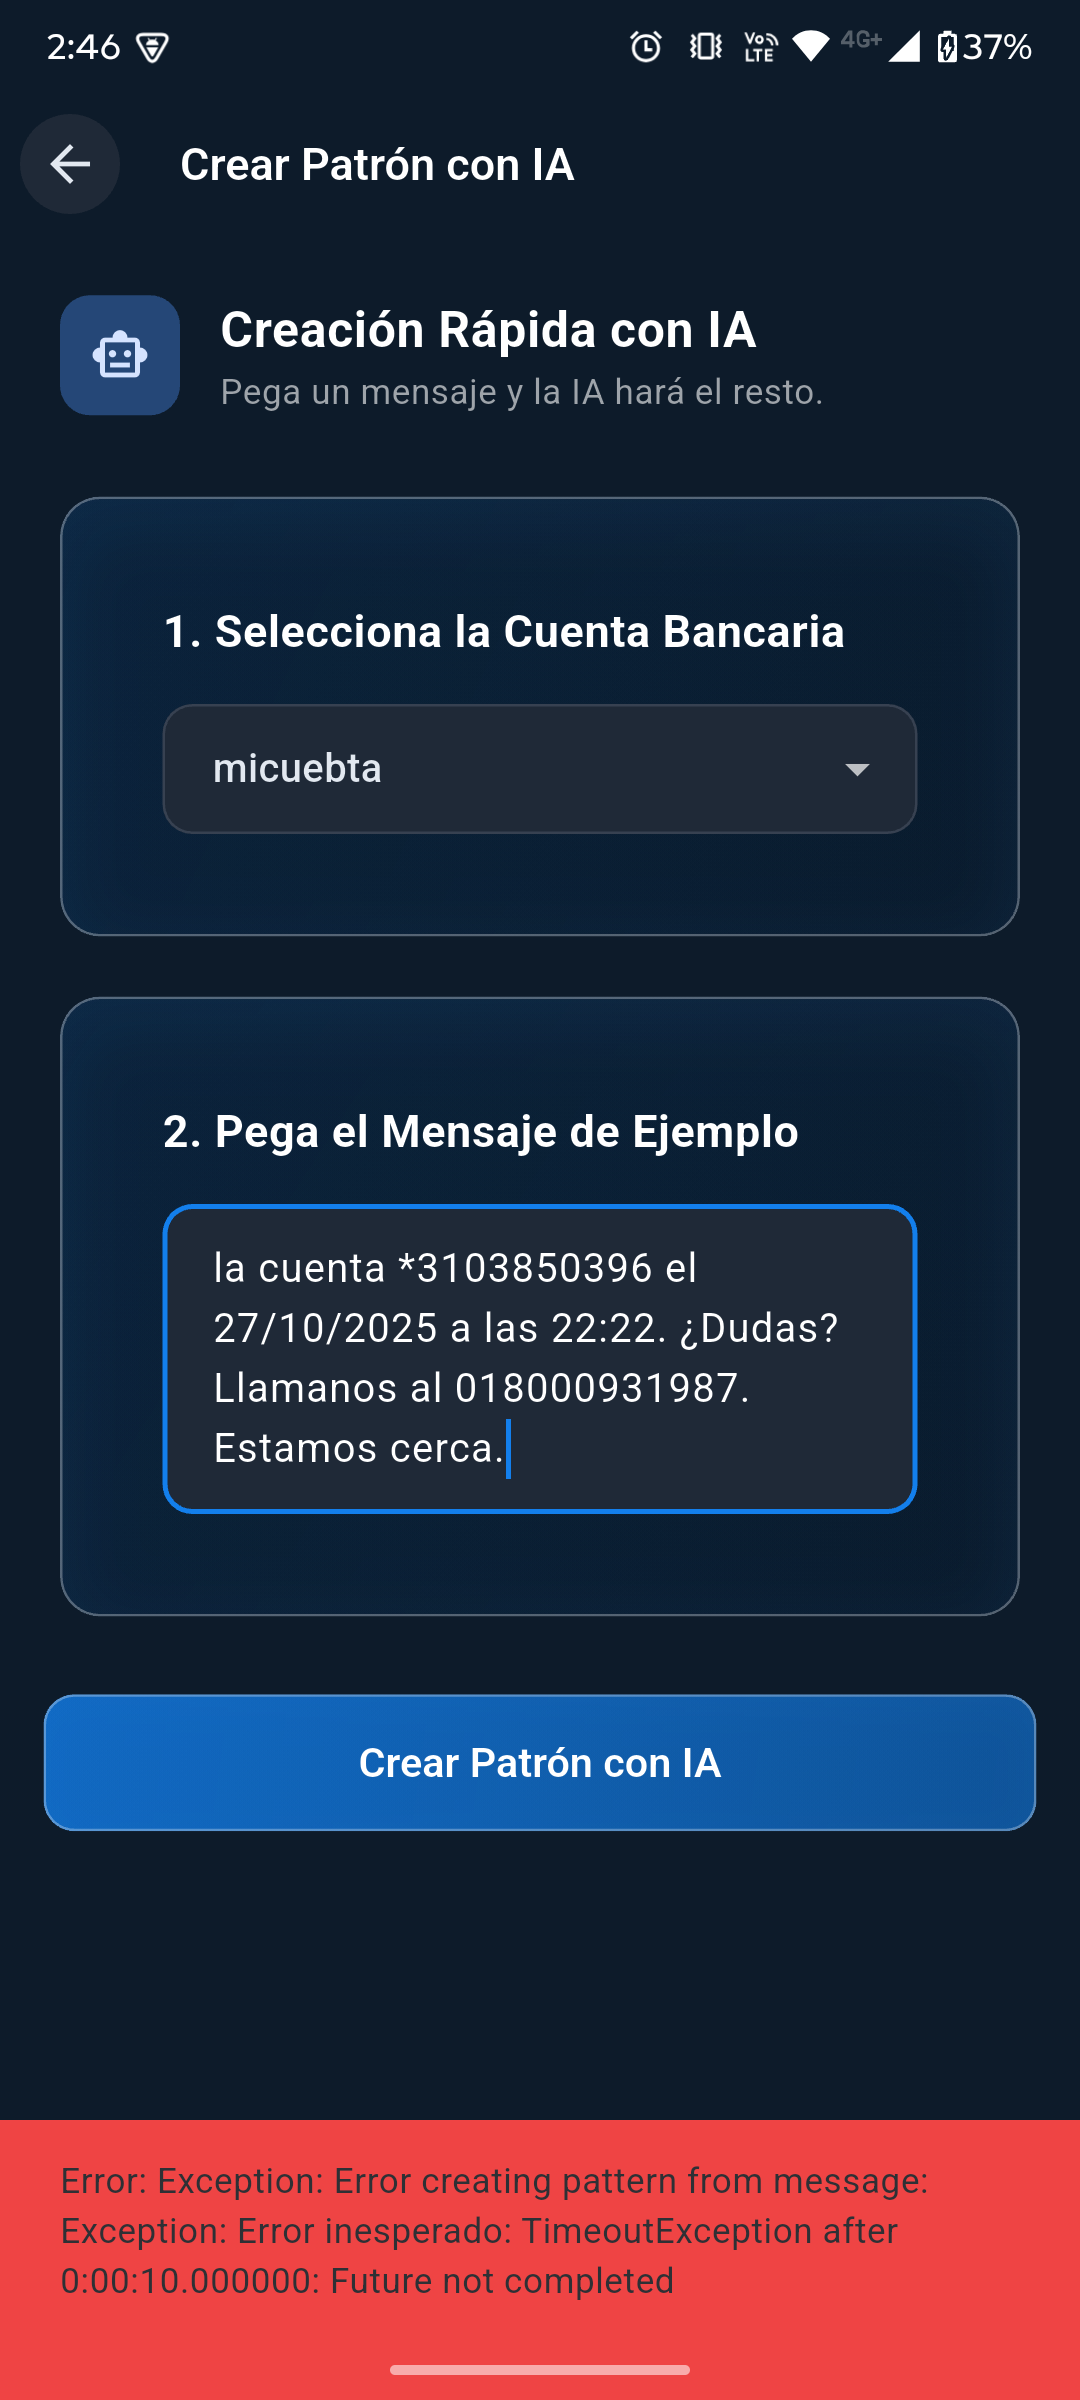 2:46
Vo LTE
4G+
37%
Crear Patrón con IA
Creación Rápida con IA
Pega un mensaje y la IA hará el resto.
1. Selecciona la Cuenta Bancaria
micuebta
2. Pega el Mensaje de Ejemplo
la cuenta *3103850396 el
27/10/2025 a las 22:22. ¿Dudas?
Llamanos al 018000931987.
Estamos cerca.
Crear Patrón con IA
Error: Exception: Error creating pattern from message:
Exception: Error inesperado: TimeoutException after
0:00:10.000000: Future not completed